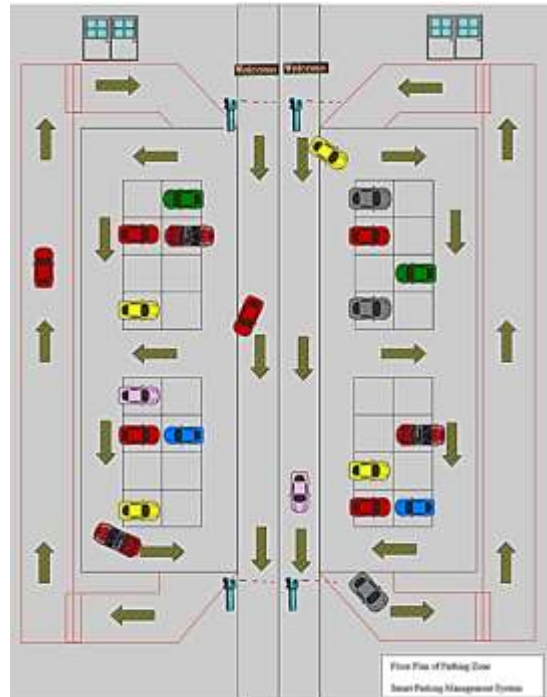 Welcome Welcome
Floor Plan of Parking Zone
Smart Parking Management System